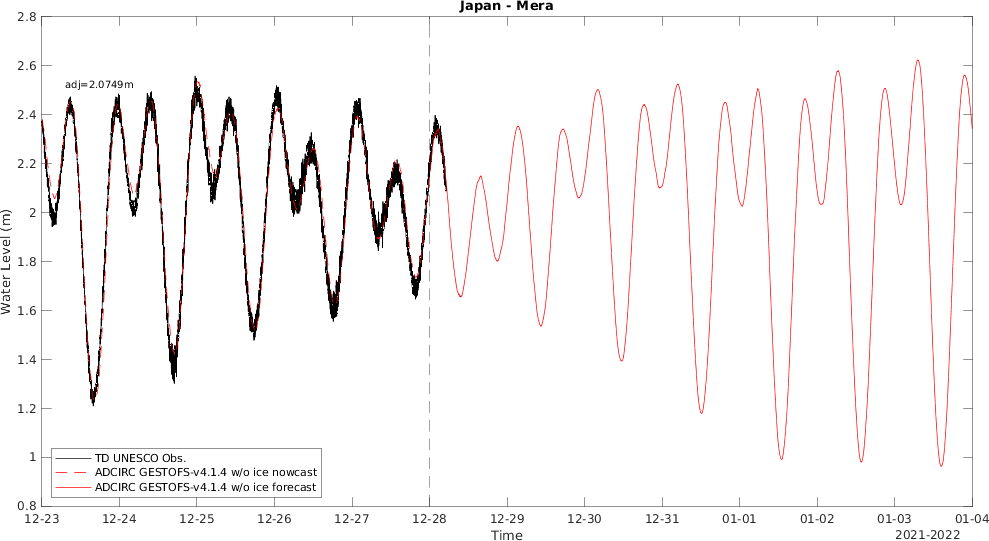 Japan - Mera
2.8
2.6
2.4
2.2
2
1.8
1.6
1.4
1.2
1
0.8
Water Level (m)
adj=2.0749m
TD UNESCO Obs.
ADCIRC GESTOFS-v4.1.4 w/o ice nowcast
ADCIRC GESTOFS-v4.1.4 w/o ice forecast
12-23 12-24 12-25 12-26 12-27 12-28 12-29 12-30 12-31 01-01 01-02 01-03 01-04
Time
2021-2022